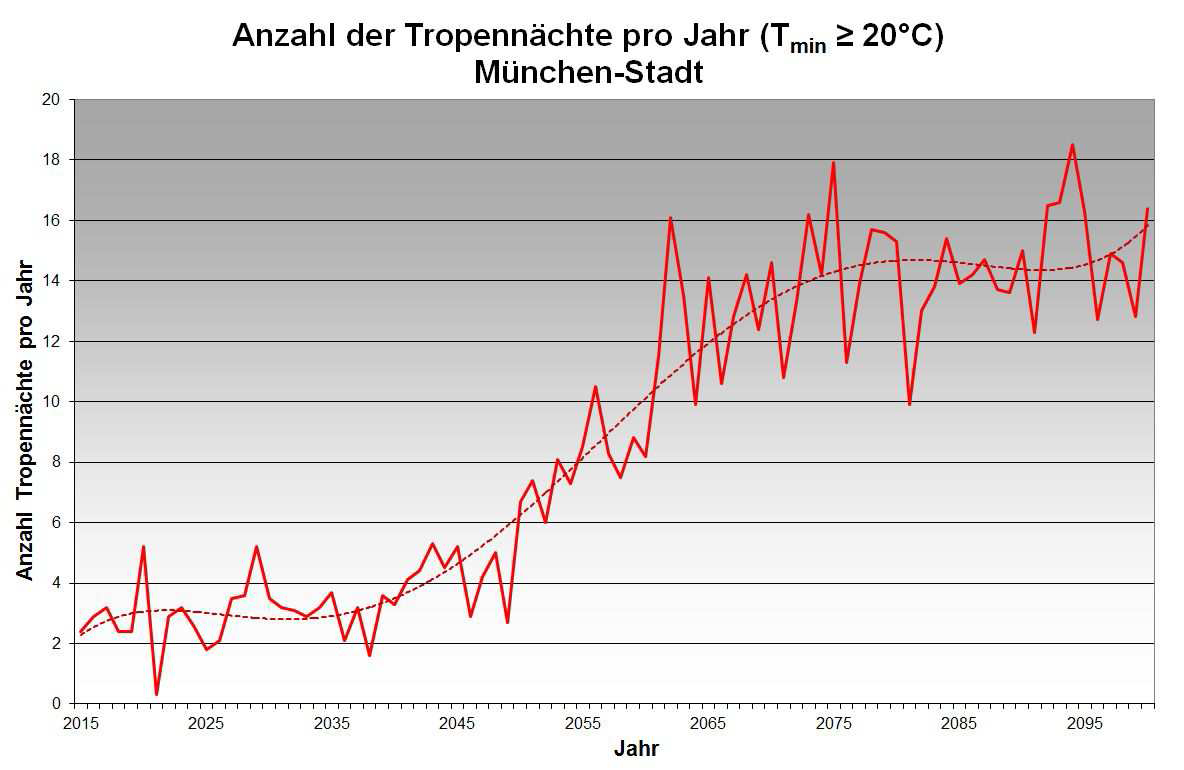 Anzahl der Tropennächte pro Jahr (Tmin ≥ 20°C)
München-Stadt
Anzahl Tropennächte pro Jahr
20
18
16
14
12
10
8
6
4
2
0
2015 2025 2035 2045 2055 2065 2075 2085 2095
Jahr